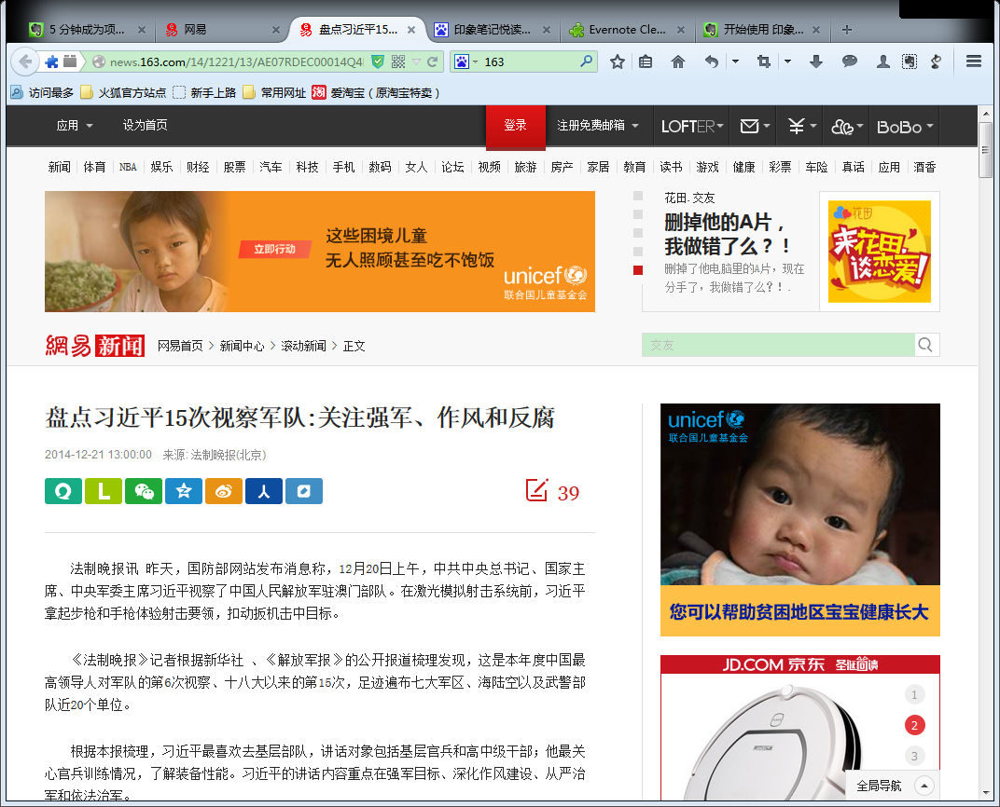 5 分钟成为项...
网易
盘点习近平15...
印象笔记悦读...
Evernote Cle...
开始使用 印象...
news.163.com/14/1221/13/AE07RDEC00014Q4
163
访问最多
火狐官方站点
新手上路
常用网址
淘
爱淘宝（原淘宝特卖）
应用
设为首页
登录
注册免费邮箱
LOFTER
BoBo
新闻 体育 NBA 娱乐 财经 股票 汽车 科技 手机 数码 女人 论坛 视频 旅游 房产 家居 教育 读书 游戏 健康 彩票 车险 真话 应用 酒香
立即行动
这些困境儿童
无人照顾甚至吃不饱饭
unicef
联合国儿童基金会
花田. 交友
删掉他的A片，
我做错了么？！
删掉了他电脑里的A片，现在
分手了，我做错了么？！.
花田
来花田,
谈恋爱!
網易 新闻
网易首页 > 新闻中心 > 滚动新闻 > 正文
交友
盘点习近平15次视察军队:关注强军、作风和反腐
2014-12-21 13:00:00 来源: 法制晚报(北京)
39
法制晚报讯 昨天，国防部网站发布消息称，12月20日上午，中共中央总书记、国家主
席、中央军委主席习近平视察了中国人民解放军驻澳门部队。在激光模拟射击系统前，习近平
拿起步枪和手枪体验射击要领，扣动扳机击中目标。
《法制晚报》记者根据新华社 、《解放军报》的公开报道梳理发现，这是本年度中国最
高领导人对军队的第6次视察、十八大以来的第15次，足迹遍布七大军区、海陆空以及武警部
队近20个单位。
根据本报梳理，习近平最喜欢去基层部队，讲话对象包括基层官兵和高中级干部；他最关
心官兵训练情况，了解装备性能。习近平的讲话内容重点在强军目标、深化作风建设、从严治
军和依法治军。
unicef
联合国儿童基金会
您可以帮助贫困地区宝宝健康长大
JD.COM 京东
1
2
3
全局导航